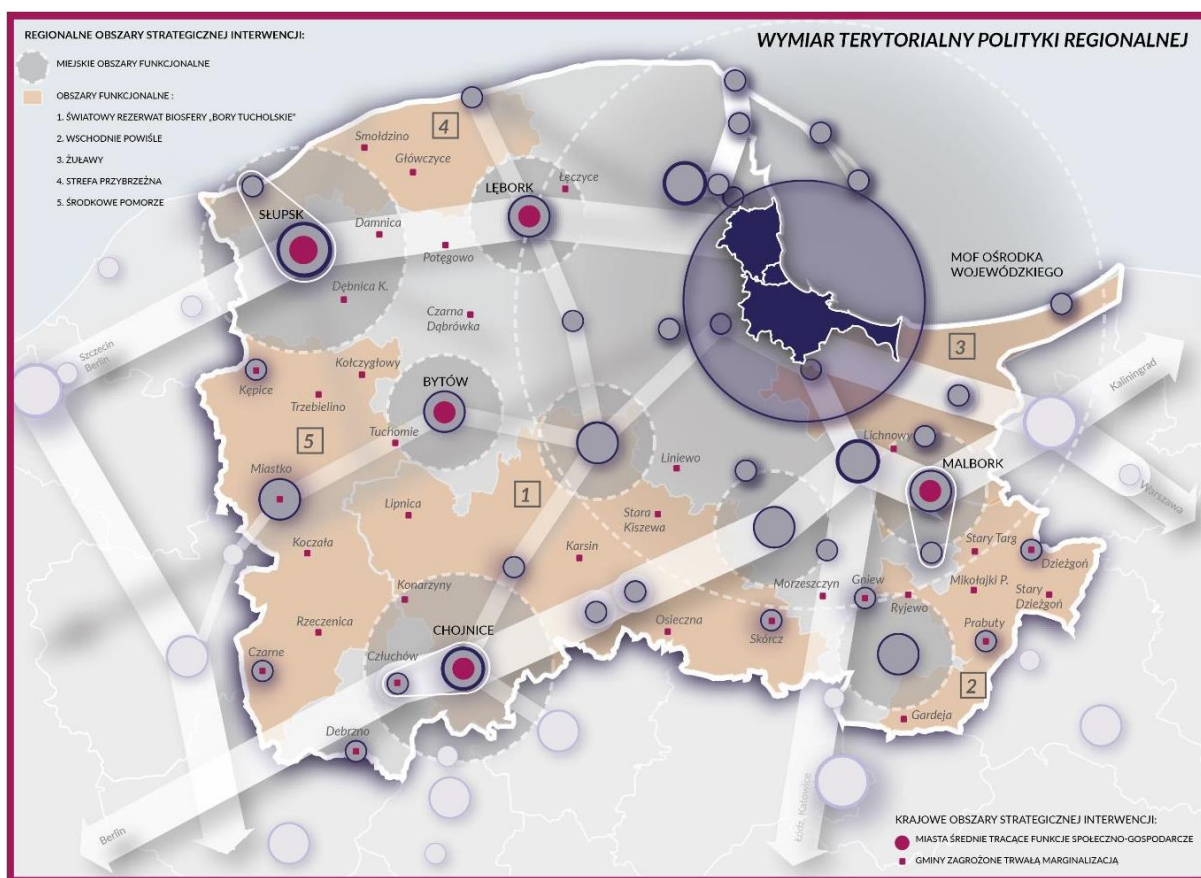 REGIONALNE OBSZARY STRATEGICZNEJ INTERWENCJI:
MIEJSKIE OBSZARY FUNKCJONALNE
OBSZARY FUNKCJONALNE :
1. ŚWIATOWY REZERWAT BIOSFERY „BORY TUCHOLSKIE"
2. WSCHODNIE POWIŚLE
3. ŻUŁAWY
4. STREFA PRZYBRZEŻNA
5. ŚRODKOWE POMORZE
WYMIAR TERYTORIALNY POLITYKI REGIONALNEJ
4
Smołdzino
Główczyce
LĘBORK
Łęczyce
SŁUPSK
Damnica
Potęgowo
MOF OŚRODKA
WOJEWÓDZKIEGO
Dębnica K.
Czarna
Dąbrówka
Szczecin
Berlin
3
Kaliningrad
Kępice
Kołczygłowy
Trzebielino
BYTÓW
Tuchomie
5
Lichnowy
Liniewo
MALBORK
Miastko
1
Warszawa
Lipnica
Stara
Kiszewa
Koczała
Karsin
Stary Targ
Dzieżgoń
Konarzyny
Morzeszczyn
Gniew
Ryjewo
Mikołajki P.
Stary
Dzieżgoń
Rzeczenica
CHOJNICE
Osieczna
Skórcz
Prabuty
Czarne
Człuchów
2
Gardeja
Debrzno
Berlin
Łódź, Katowice
KRAJOWE OBSZARY STRATEGICZNEJ INTERWENCJI:
MIASTA ŚREDNIE TRACĄCE FUNKCJE SPOŁECZNO-GOSPODARCZE
GMINY ZAGROŻONE TRWAŁĄ MARGINALIZACJĄ